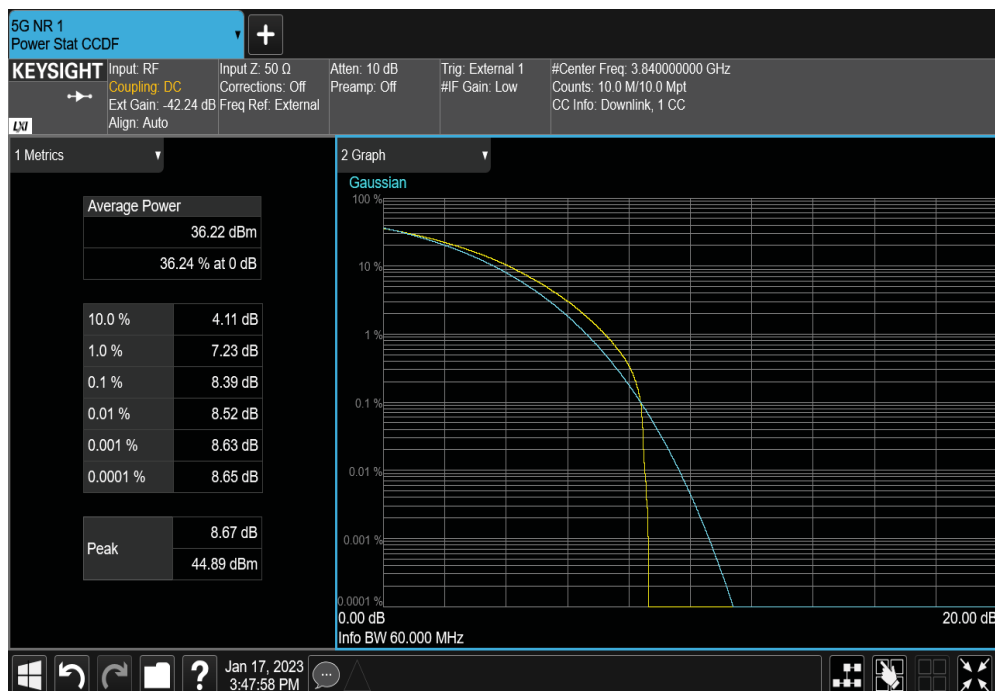 5G NR 1
Power Stat CCDF
KEYSIGHT
LXI
Input: RF
Coupling: DC
Ext Gain: -42.24 dB
Align: Auto
Input Z: 50 Ω
Corrections: Off
Freq Ref: External
Atten: 10 dB
Preamp: Off
Trig: External 1
#IF Gain: Low
#Center Freq: 3.840000000 GHz
Counts: 10.0 M/10.0 Mpt
CC Info: Downlink, 1 CC
1 Metrics
Average Power
36.22 dBm
36.24 % at 0 dB
10.0 % 4.11 dB
1.0 % 7.23 dB
0.1 % 8.39 dB
0.01 % 8.52 dB
0.001 % 8.63 dB
0.0001 % 8.65 dB
Peak
8.67 dB
44.89 dBm
2 Graph
Gaussian
100 %
10 %
1 %
0.1 %
0.01 %
0.001 %
0.0001 %
0.00 dB
20.00 dB
Info BW 60.000 MHz
Jan 17, 2023
3:47:58 PM